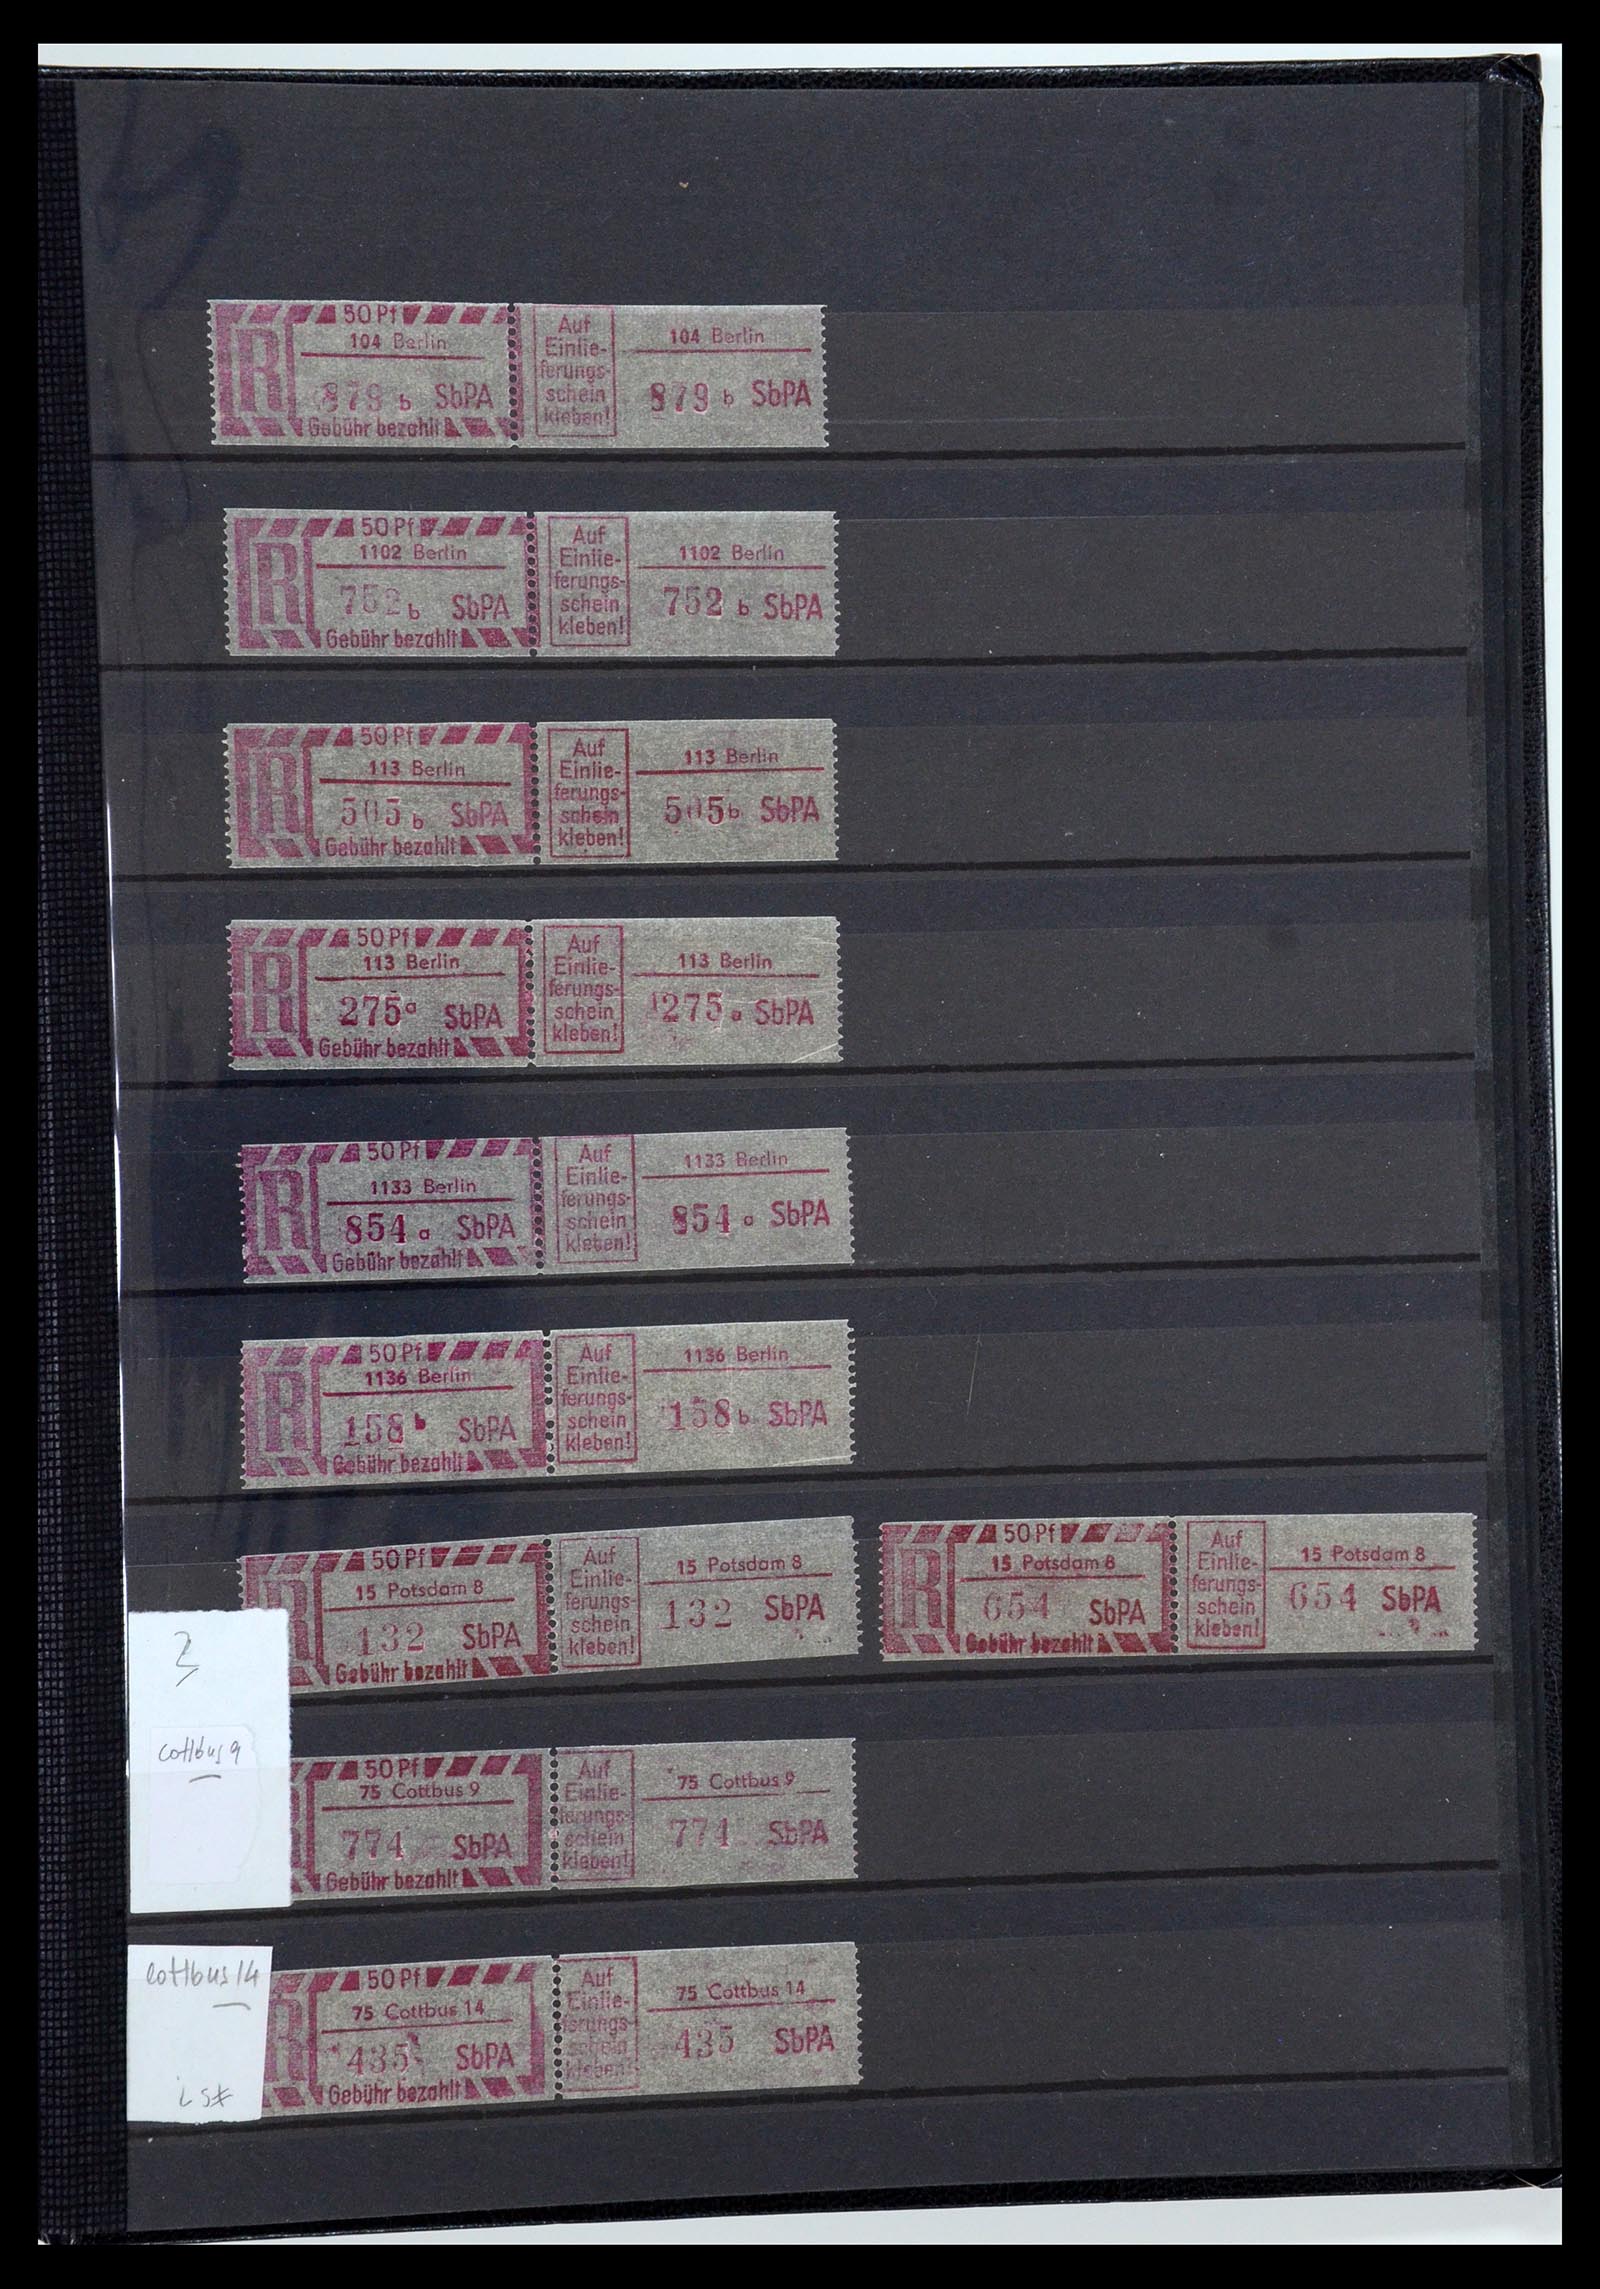 50 Pf
104 Berlin
879 b SbPA
Gebühr bezahlt
R
Auf
Einlie-
ferungs-
schein
kleben!
104 Berlin
879 b SbPA
50 Pf
1102 Berlin
752 b SbPA
Gebühr bezahlt
R
Auf
Einlie-
ferungs-
schein
kleben!
1102 Berlin
752 b SbPA
50 Pf
113 Berlin
505 b SbPA
Gebühr bezahlt
R
Auf
Einlie-
ferungs-
schein
kleben!
113 Berlin
505 b SbPA
50 Pf
113 Berlin
275 a SbPA
Gebühr bezahlt
R
Auf
Einlie-
ferungs-
schein
kleben!
113 Berlin
275 a SbPA
50 Pf
1133 Berlin
854 a SbPA
Gebühr bezahlt
R
Auf
Einlie-
ferungs-
schein
kleben!
1133 Berlin
854 a SbPA
50 Pf
1136 Berlin
158 b SbPA
Gebühr bezahlt
R
Auf
Einlie-
ferungs-
schein
kleben!
1136 Berlin
158 b SbPA
50 Pf
15 Potsdam 8
132 SbPA
Gebühr bezahlt
R
Auf
Einlie-
ferungs-
schein
kleben!
15 Potsdam 8
132 SbPA
50 Pf
15 Potsdam 8
654 SbPA
Gebühr bezahlt
R
Auf
Einlie-
ferungs-
schein
kleben!
15 Potsdam 8
654 SbPA
2
cottbus 9
50 Pf
75 Cottbus 9
774 SbPA
Gebühr bezahlt
Auf
Einlie-
ferungs-
schein
kleben!
75 Cottbus 9
774 SbPA
cottbus 14
50 Pf
75 Cottbus 14
435 SbPA
Gebühr bezahlt
R
Auf
Einlie-
ferungs-
schein
kleben!
75 Cottbus 14
435 SbPA